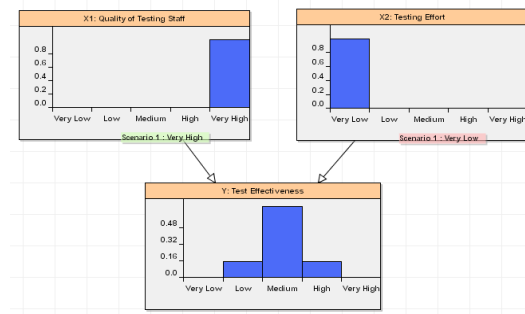 X1: Quality of Testing Staff
0.8
0.6
0.4
0.2
0.0
Very Low Low Medium High Very High
Scenario 1 : Very High
X2: Testing Effort
0.8
0.6
0.4
0.2
0.0
Very Low Low Medium High Very High
Scenario 1 : Very Low
Y: Test Effectiveness
0.48
0.32
0.16
0.0
Very Low Low Medium High Very High